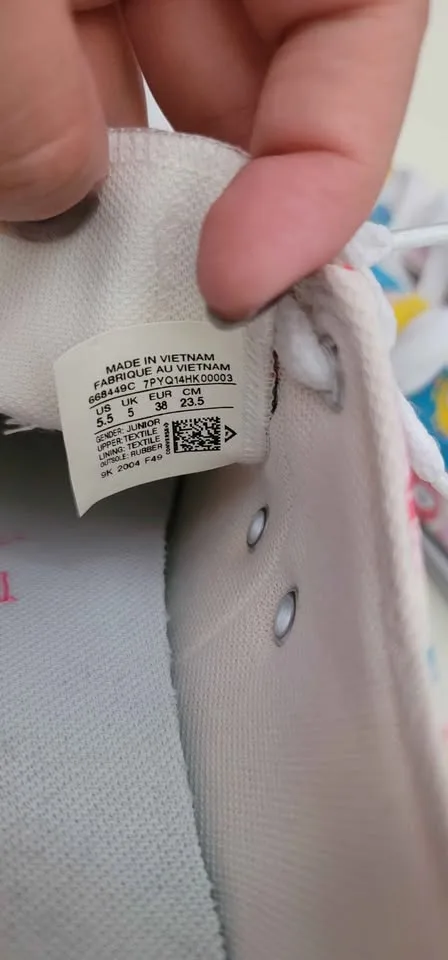 MADE IN VIETNAM
FABRIQUE AU VIETNAM
668449C 7PYQ14HK00003
US UK EUR CM
5.5 5 38 23.5
GENDER: JUNIOR
UPPER: TEXTILE
LINING: TEXTILE
OUTSOLE: RUBBER
9K 2004 F49